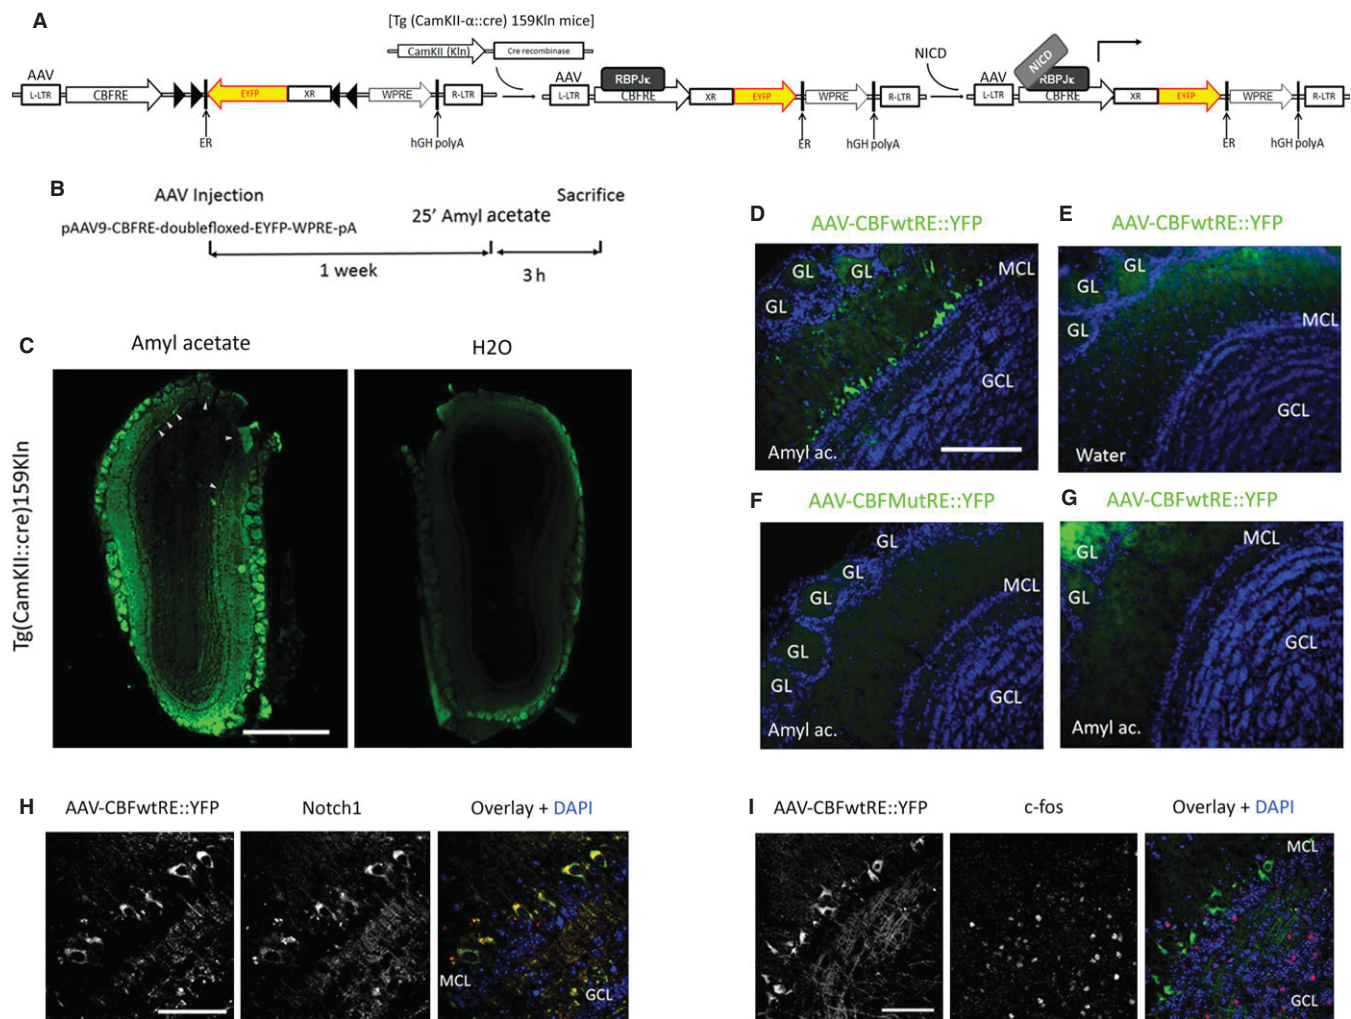 A
[Tg (CamKII-α::cre) 159Kln mice]
CamKII (Kln)
Cre recombinase
AAV
L-LTR
CBFRE
EYFP
XR
WPRE
R-LTR
ER
hGH polyA
AAV
L-LTR
RBPJκ
CBFRE
XR
EYFP
WPRE
R-LTR
ER
hGH polyA
NICD
AAV
L-LTR
NICD
RBPJκ
CBFRE
XR
EYFP
WPRE
R-LTR
ER
hGH polyA
B
AAV Injection
pAAV9-CBFRE-doublefloxed-EYFP-WPRE-pA
25’ Amyl acetate
Sacrifice
1 week
3 h
C
Amyl acetate
H2O
Tg(CamKII::cre)159Kln
D
AAV-CBFwtRE::YFP
GL
GL
GL
MCL
GCL
Amyl ac.
E
AAV-CBFwtRE::YFP
GL
GL
GL
MCL
GCL
Water
F
AAV-CBFMutRE::YFP
GL
GL
GL
GL
GL
MCL
GCL
Amyl ac.
G
AAV-CBFwtRE::YFP
GL
GL
MCL
GCL
Amyl ac.
H
AAV-CBFwtRE::YFP
Notch1
Overlay + DAPI
MCL
GCL
I
AAV-CBFwtRE::YFP
c-fos
Overlay + DAPI
MCL
GCL